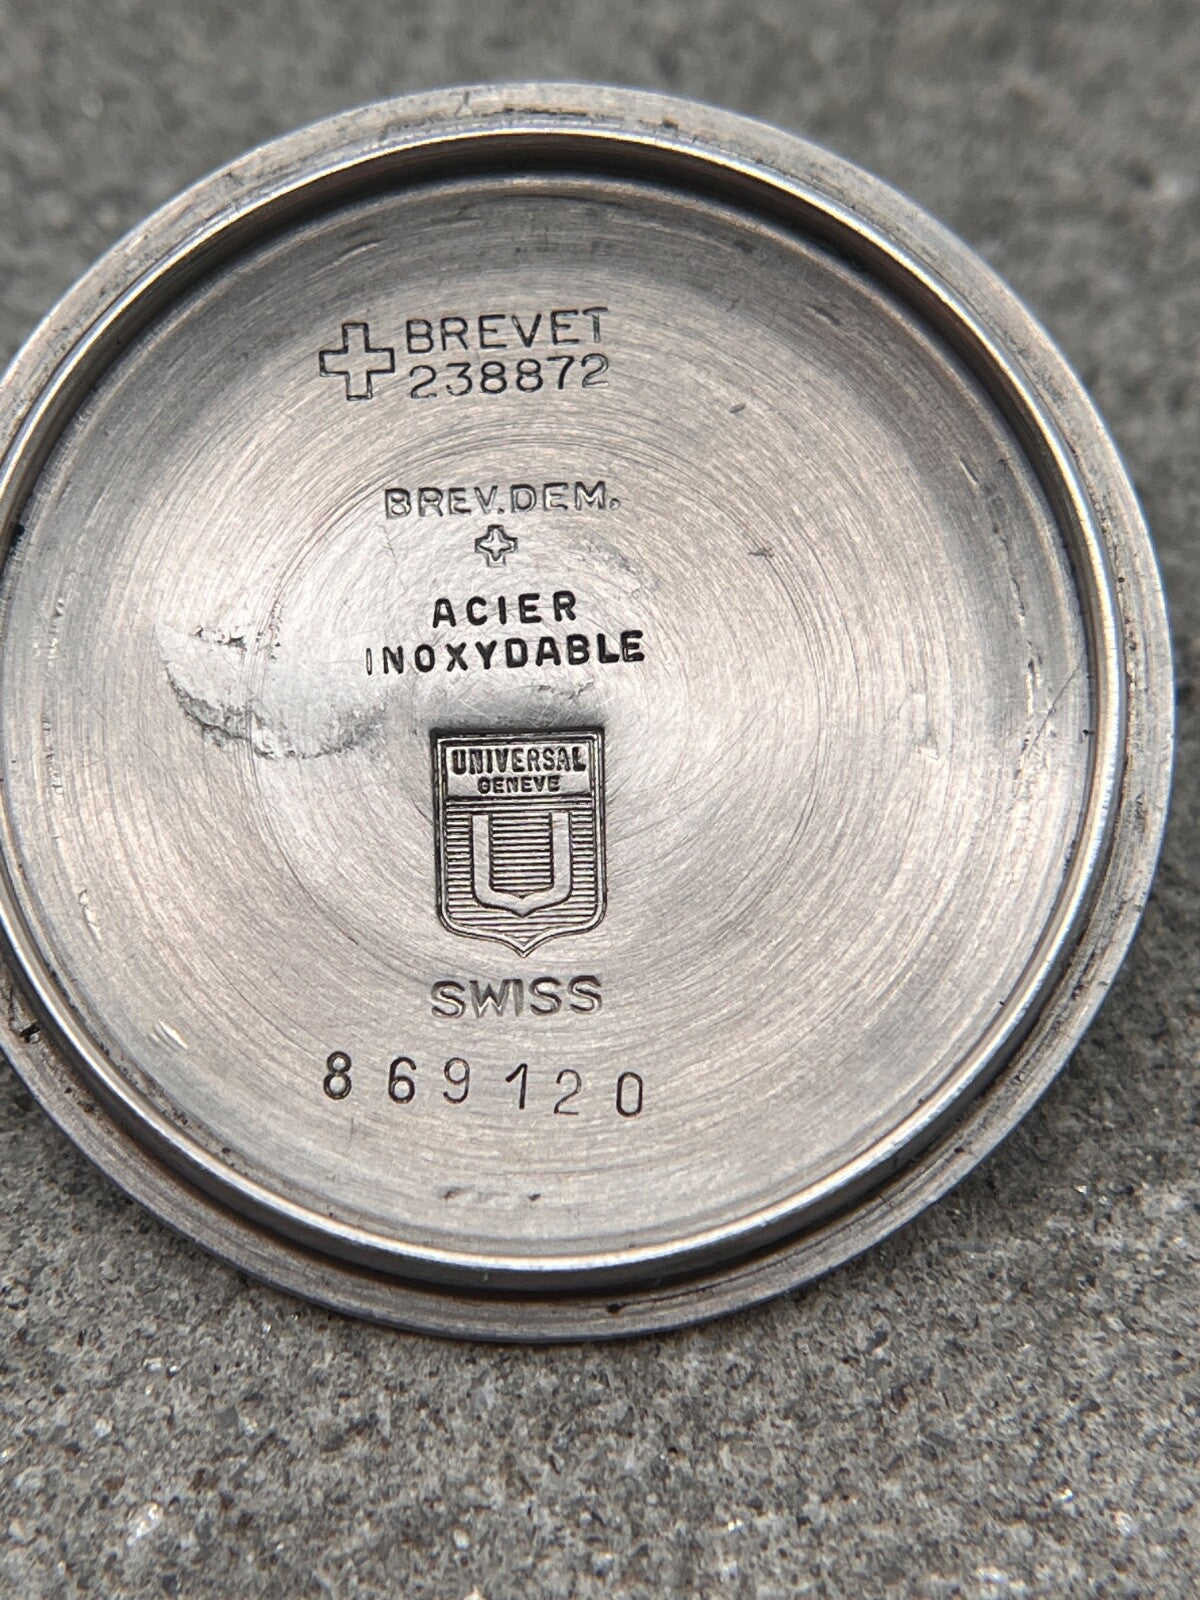 BREVET
238872
BREV.DEM.
ACIER
INOXYDABLE
UNIVERSAL
GENEVE
U
SWISS
869120